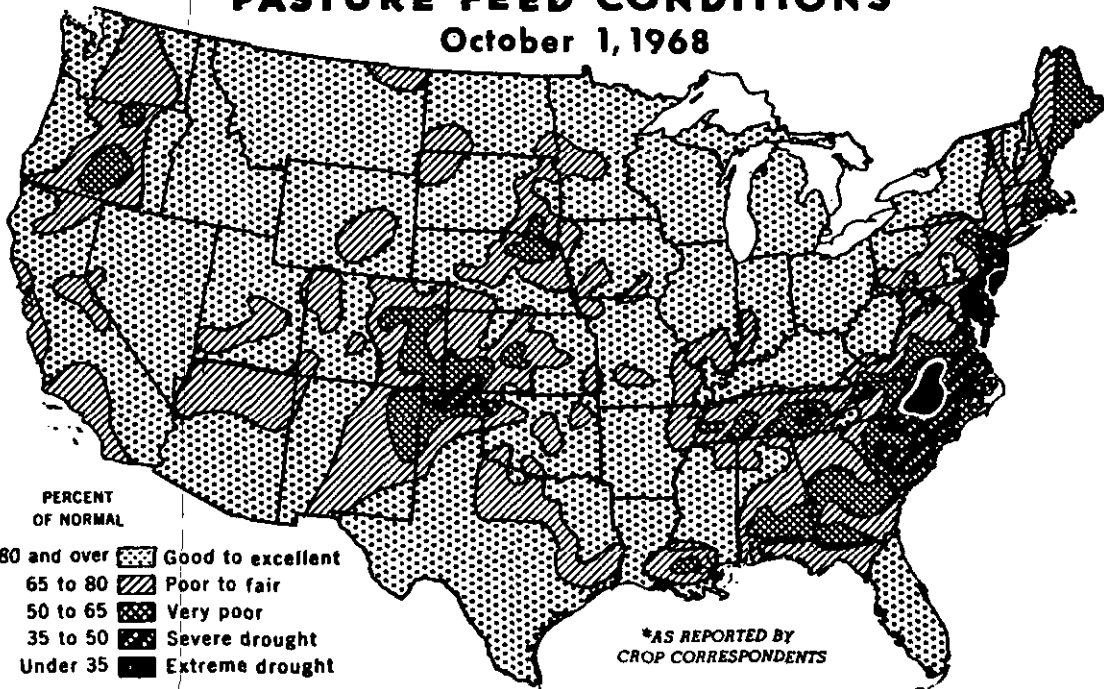 PASTURE FEED CONDITIONS
October 1, 1968
PERCENT
OF NORMAL
80 and over Good to excellent
65 to 80 Poor to fair
50 to 65 Very poor
35 to 50 Severe drought
Under 35 Extreme drought
*AS REPORTED BY
CROP CORRESPONDENTS